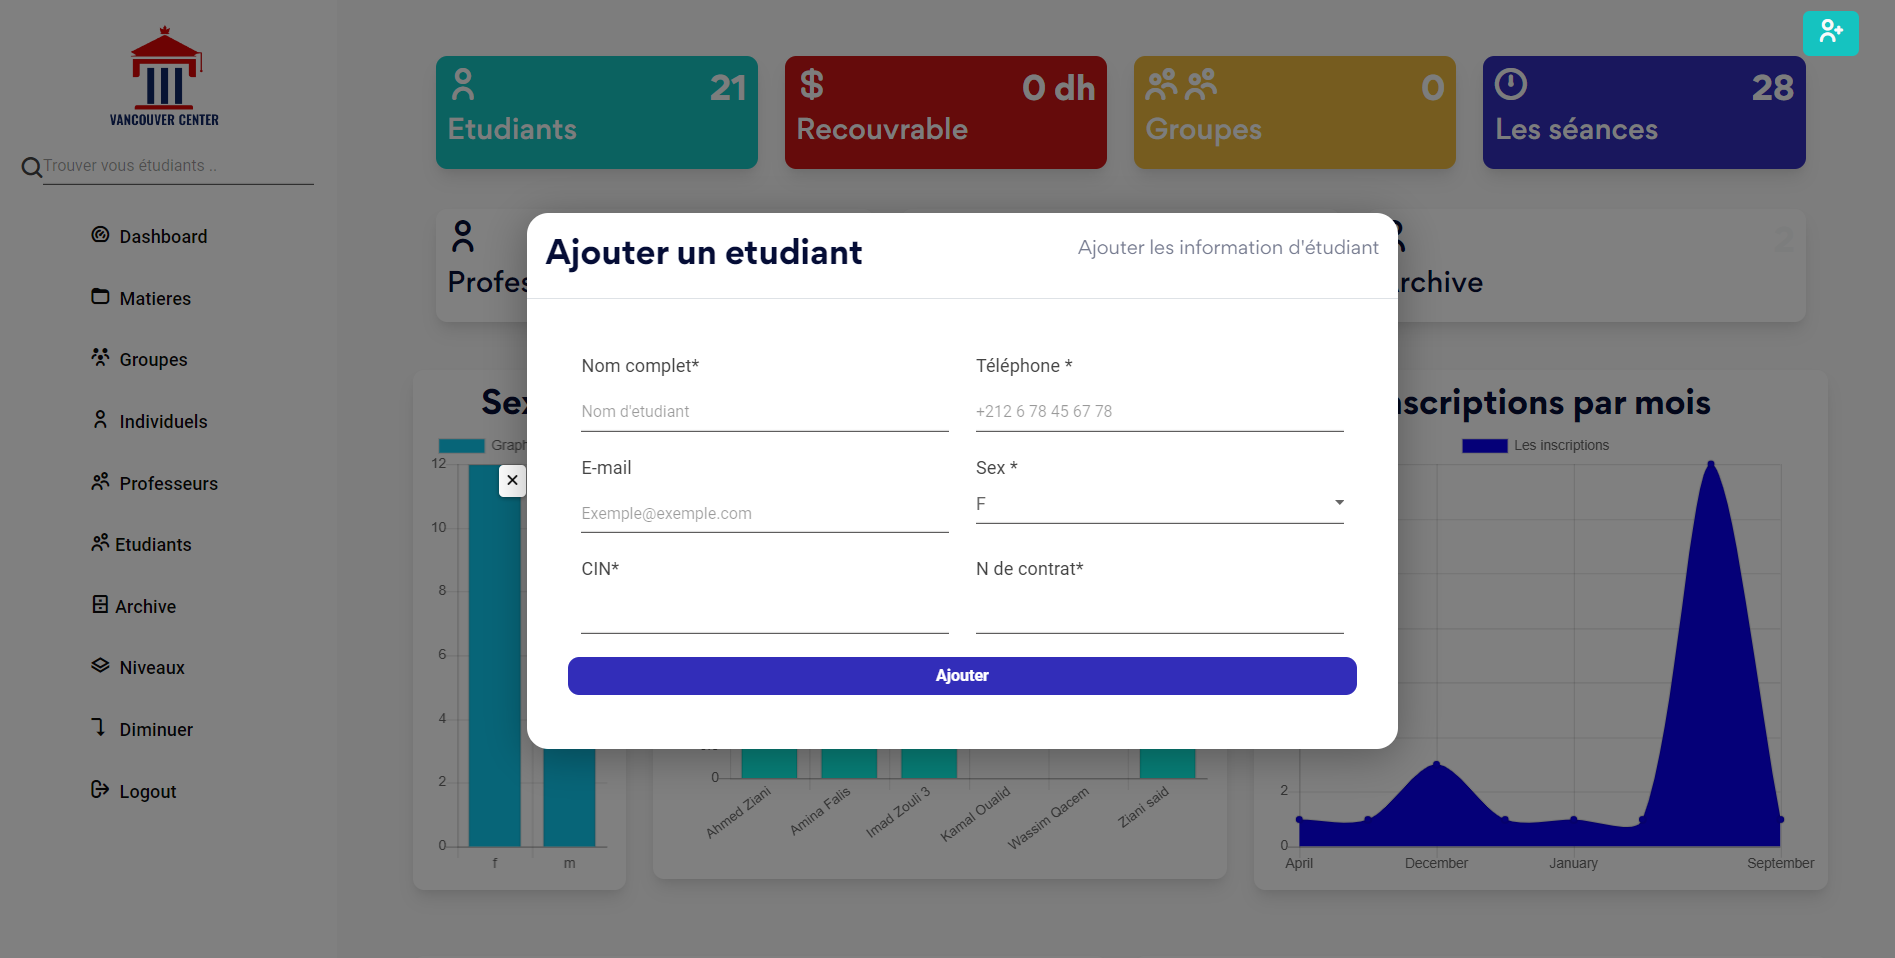 VANCOUVER CENTER
Trouver vous étudiants ..
Dashboard
Matieres
Groupes
Individuels
Professeurs
Etudiants
Archive
Niveaux
Diminuer
Logout
21
Etudiants
0 dh
Recouvrable
0
Groupes
28
Les séances
Profes
rchive
2
Ajouter un etudiant
Ajouter les information d'étudiant
Nom complet*
Téléphone *
Nom d'etudiant
+212 6 78 45 67 78
E-mail
Sex *
Exemple@exemple.com
F
CIN*
N de contrat*
Ajouter
Sex
Graph
12
10
8
6
4
2
0
f
m
0
Ahmed Ziani
Amina Falis
Imad Zouli 3
Kamal Oualid
Wassim Qacem
Ziani said
scriptions par mois
Les inscriptions
2
0
April
December
January
September